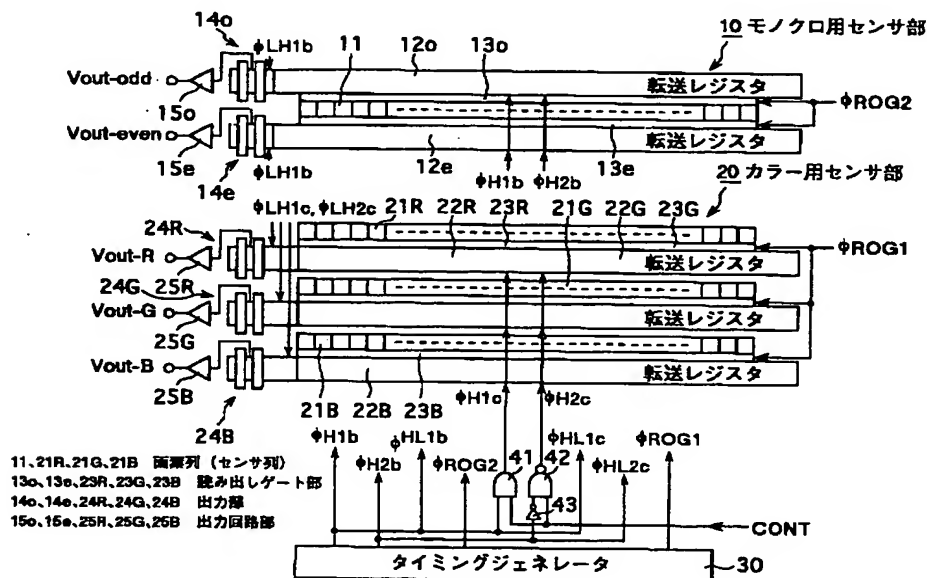 14o
φLH1b
11
12o
13o
10 モノクロ用センサ部
Vout-odd
転送レジスタ
15o
φROG2
Vout-even
転送レジスタ
15e
14e
φLH1b
12e
φH1b
φH2b
13e
20 カラー用センサ部
φLH1c, φLH2c
21R
22R
23R
21G
22G
23G
24R
Vout-R
転送レジスタ
φROG1
24G
25R
Vout-G
転送レジスタ
25G
Vout-B
転送レジスタ
25B
24B
21B
22B
23B
φH1c
φH2c
φH1b
φHL1b
φH2b
φROG2
41
φHL1c
42
φROG1
φHL2c
43
11、21R、21G、21B 画素列 (センサ列)
13o、13e、23R、23G、23B 読み出しゲート部
14o、14e、24R、24G、24B 出力部
15o、15e、25R、25G、25B 出力回路部
CONT
タイミングジェネレータ
30